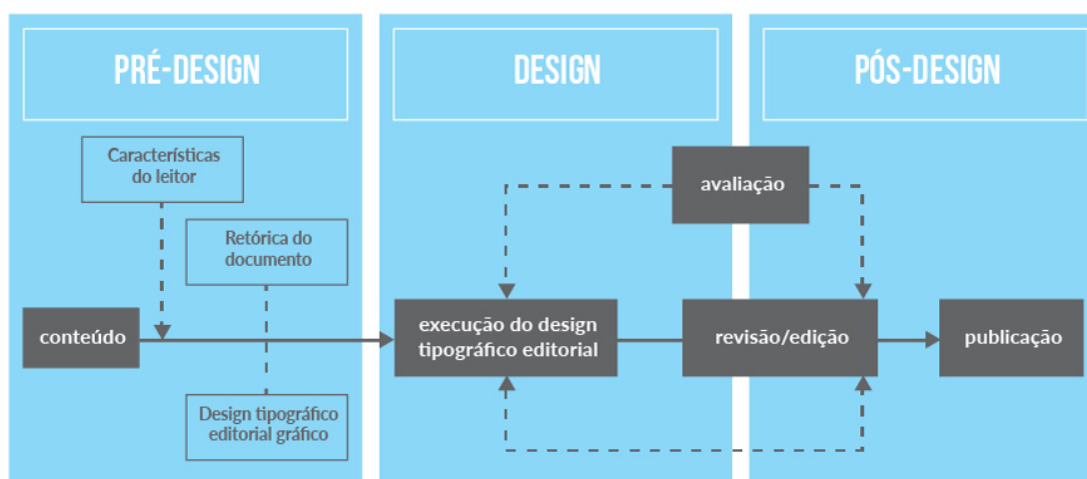 PRÉ-DESIGN
DESIGN
PÓS-DESIGN
Características
do leitor
avaliação
Retórica do
documento
conteúdo
execução do design
tipográfico editorial
revisão/edição
publicação
Design tipográfico
editorial gráfico